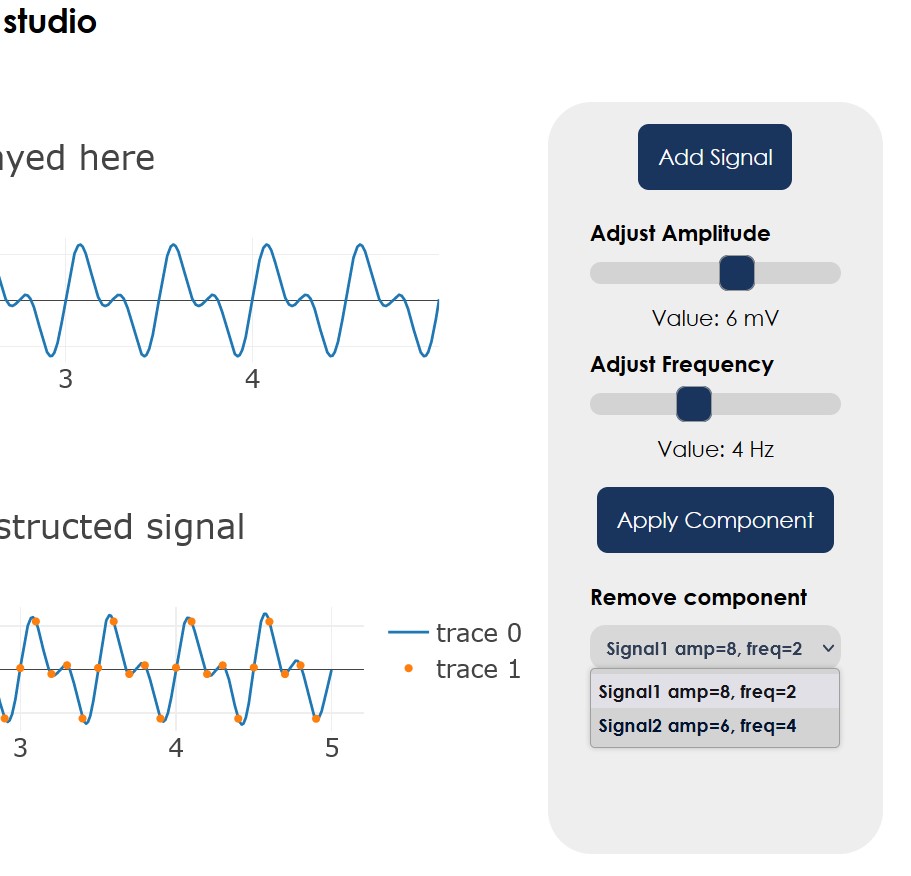 studio
ayed here
3 4
structed signal
trace 0
trace 1
3 4 5
Add Signal
Adjust Amplitude
Value: 6 mV
Adjust Frequency
Value: 4 Hz
Apply Component
Remove component
Signal1 amp=8, freq=2
Signal1 amp=8, freq=2
Signal2 amp=6, freq=4